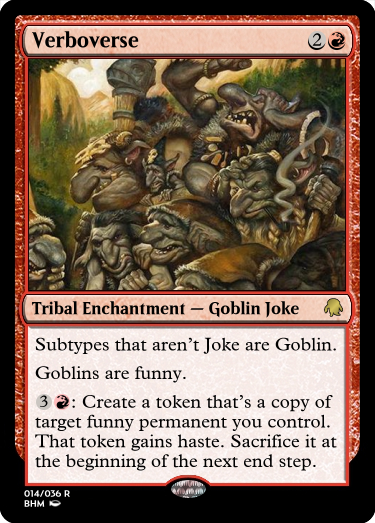 Verboverse 2
Tribal Enchantment — Goblin Joke
Subtypes that aren't Joke are Goblin.
Goblins are funny.
3 : Create a token that's a copy of
target funny permanent you control.
That token gains haste. Sacrifice it at
the beginning of the next end step.
014/036 R
BHM